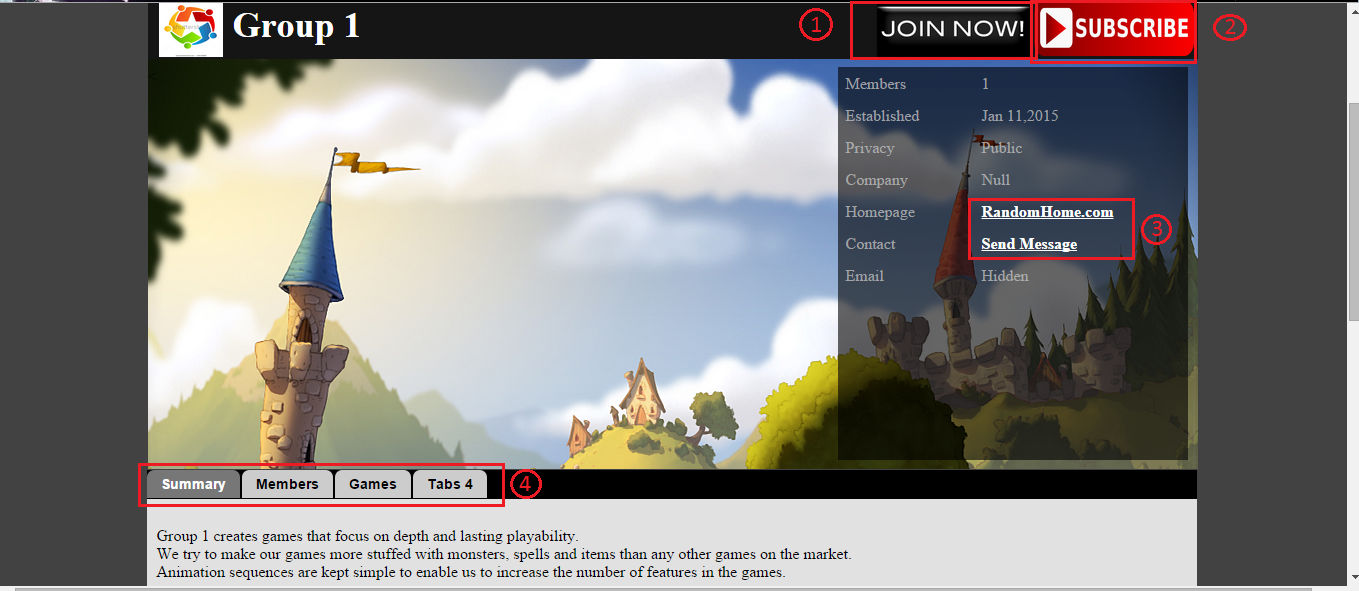 Group 1
1
JOIN NOW!
SUBSCRIBE
2
Members 1
Established Jan 11,2015
Privacy Public
Company Null
Homepage RandomHome.com
3
Contact Send Message
Email Hidden
Summary Members Games Tabs 4
4
Group 1 creates games that focus on depth and lasting playability.
We try to make our games more stuffed with monsters, spells and items than any other games on the market.
Animation sequences are kept simple to enable us to increase the number of features in the games.